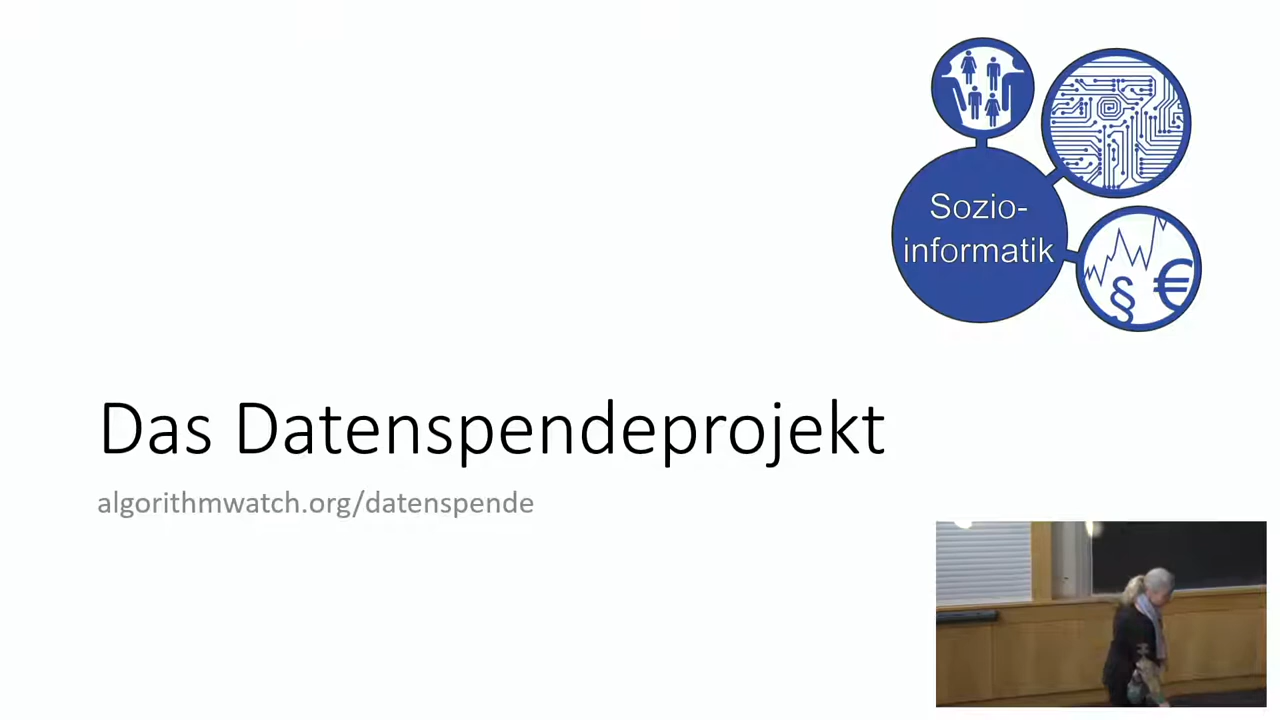 Sozio-
informatik
§ €
Das Datenspendeprojekt
algorithmwatch.org/datenspende